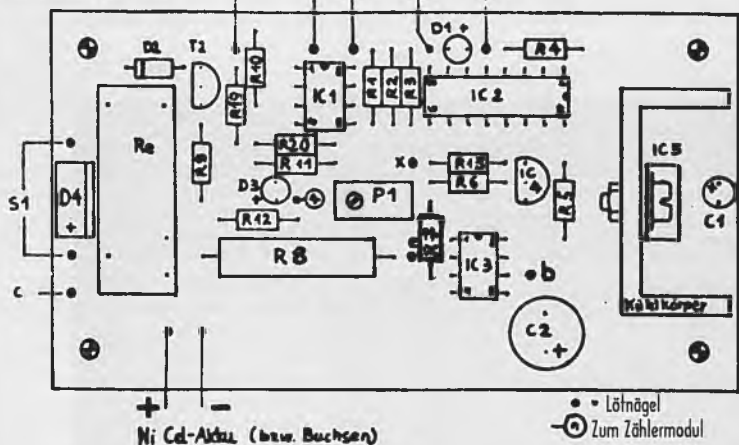 D2 T2 R10 D1 + R4
R19 IC1 R1 R2 R3 IC2
Re
R20
R11 X R15 IC4 IC5
R9 R6 R5
S1 D4 D3 + P1 C1
+ R12
R8 IC3 b
C Kühlkörper
C2
+
+ −
Ni Cd-Akku (bzw. Buchsen)
• = Lötnägel
Zum Zählermodul